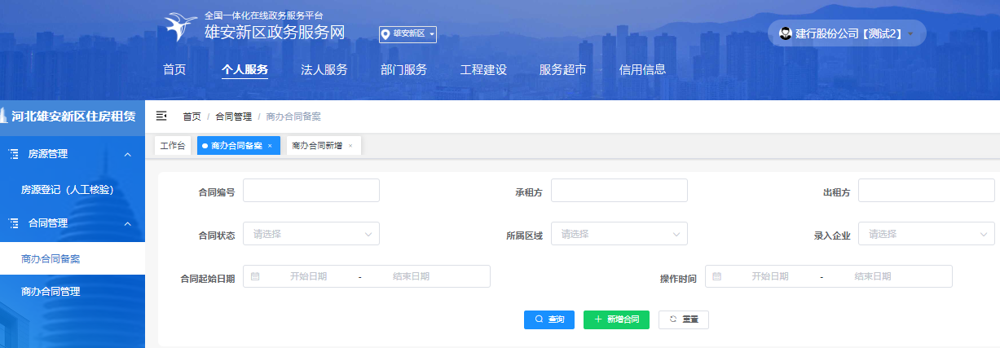 全国一体化在线政务服务平台
雄安新区政务服务网
雄安新区
建行股份公司【测试2】
首页 个人服务 法人服务 部门服务 工程建设 服务超市 信用信息
河北雄安新区住房租赁
首页 / 合同管理 / 商办合同备案
工作台 商办合同备案 × 商办合同新增 ×
房源管理
房源登记（人工核验）
合同管理
商办合同备案
商办合同管理
合同编号 承租方 出租方
合同状态 请选择 所属区域 请选择 录入企业 请选择
合同起始日期 开始日期 - 结束日期 操作时间 开始日期 - 结束日期
查询 新增合同 重置